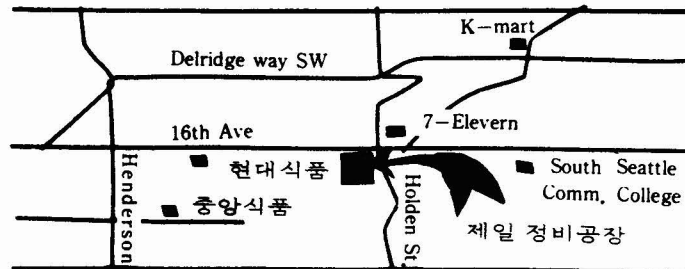 K-mart
Delridge way SW
7-Elevern
16th Ave
현대식품
South Seattle
Comm. College
중앙식품
제일 정비공장
Henderson
Holden St.